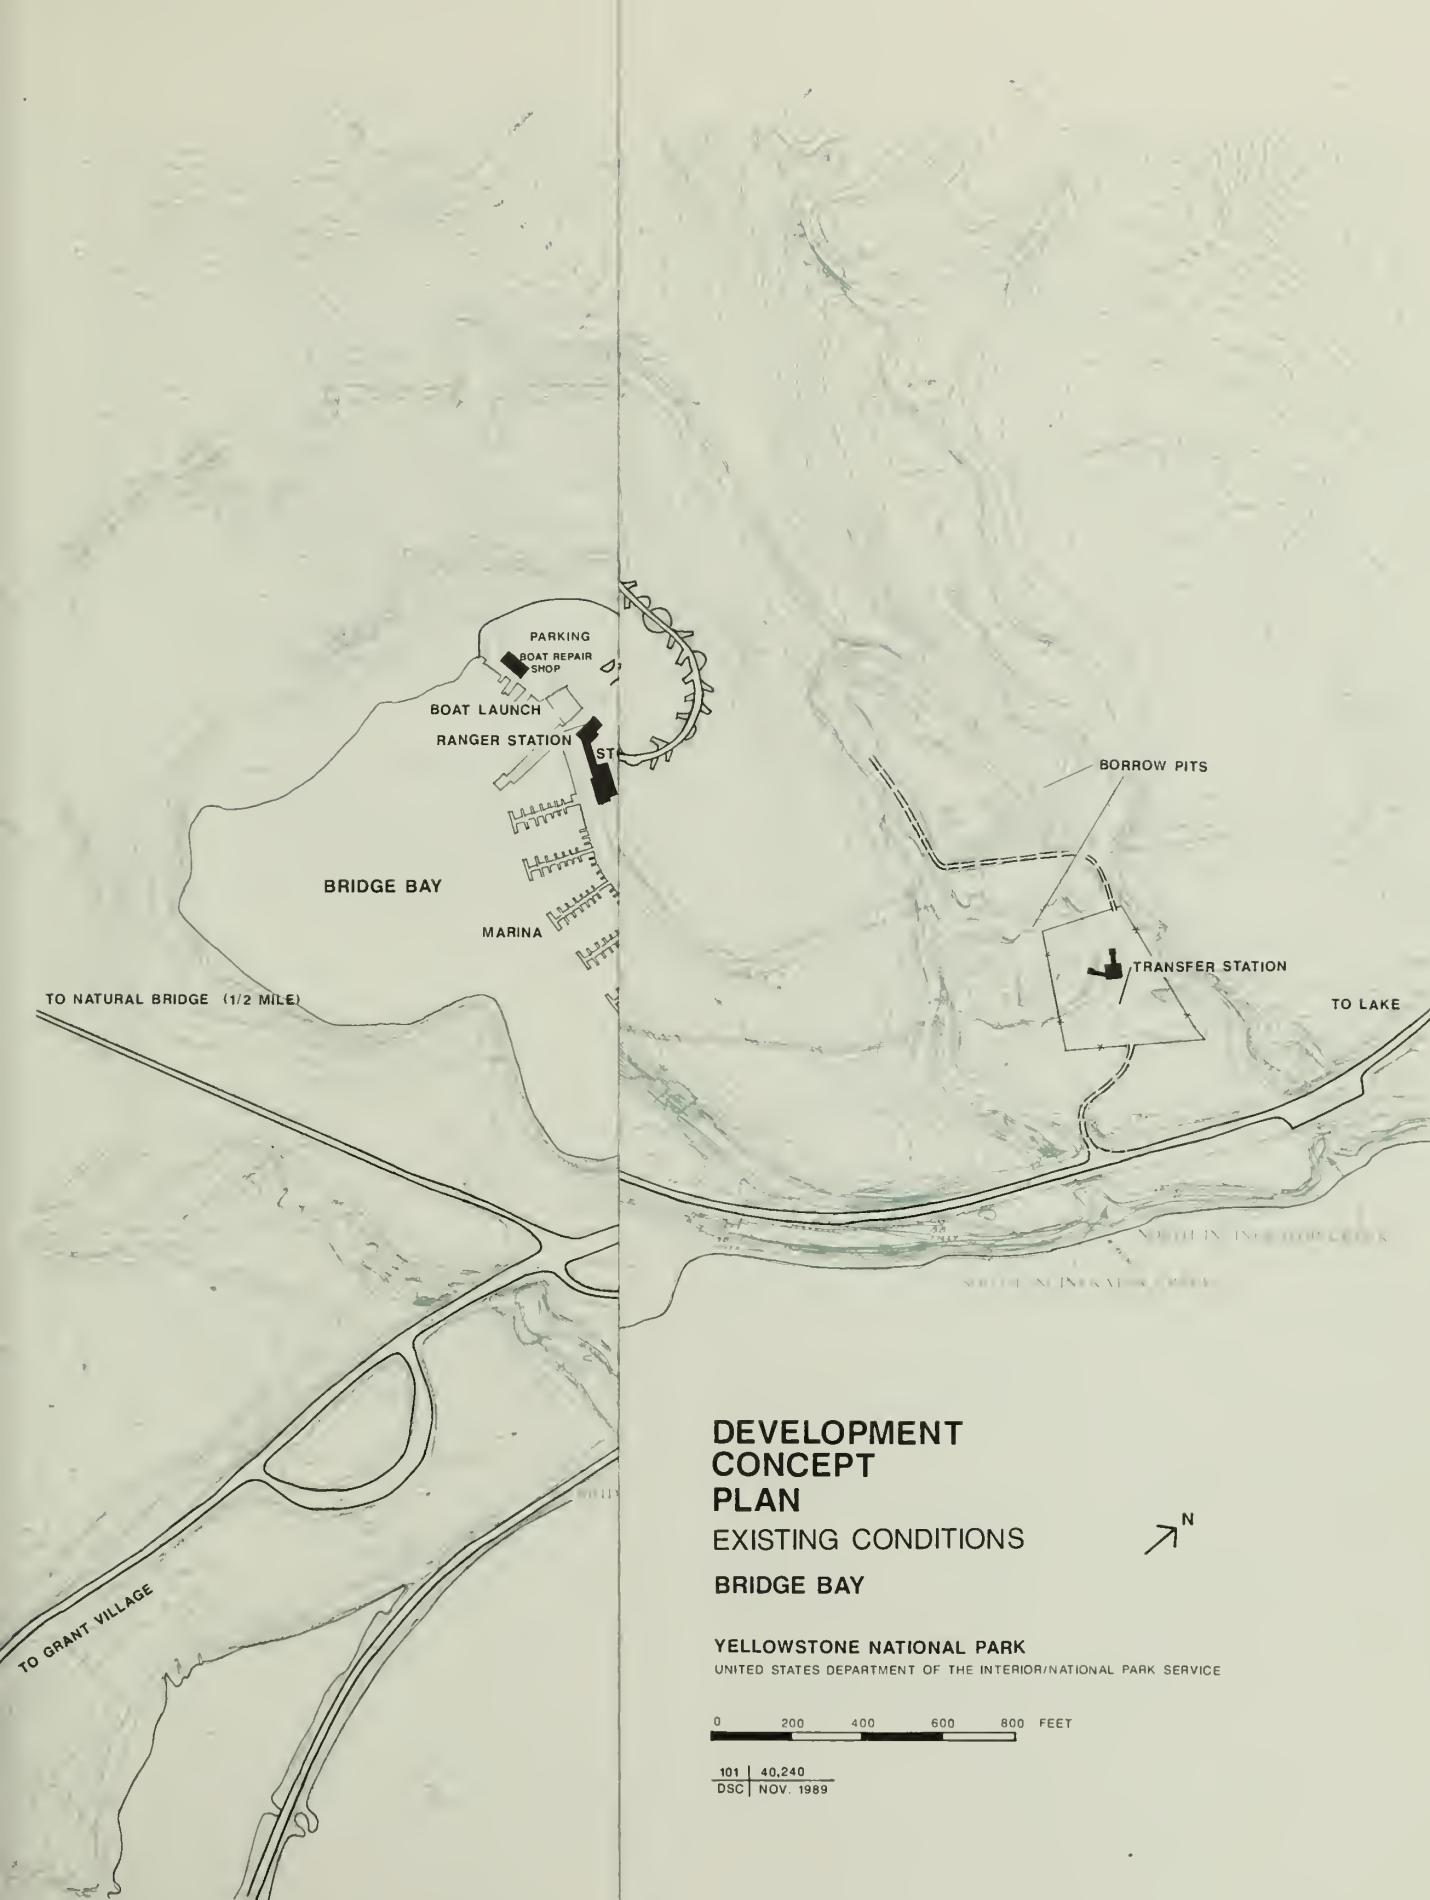 PARKING
BOAT REPAIR
SHOP
BOAT LAUNCH
RANGER STATION
ST
BORROW PITS
BRIDGE BAY
MARINA
TRANSFER STATION
TO NATURAL BRIDGE (1/2 MILE)
TO LAKE
TO GRANT VILLAGE
DEVELOPMENT
CONCEPT
PLAN
EXISTING CONDITIONS
N
BRIDGE BAY
YELLOWSTONE NATIONAL PARK
UNITED STATES DEPARTMENT OF THE INTERIOR/NATIONAL PARK SERVICE
0 200 400 600 800 FEET
101 40,240
DSC NOV. 1989